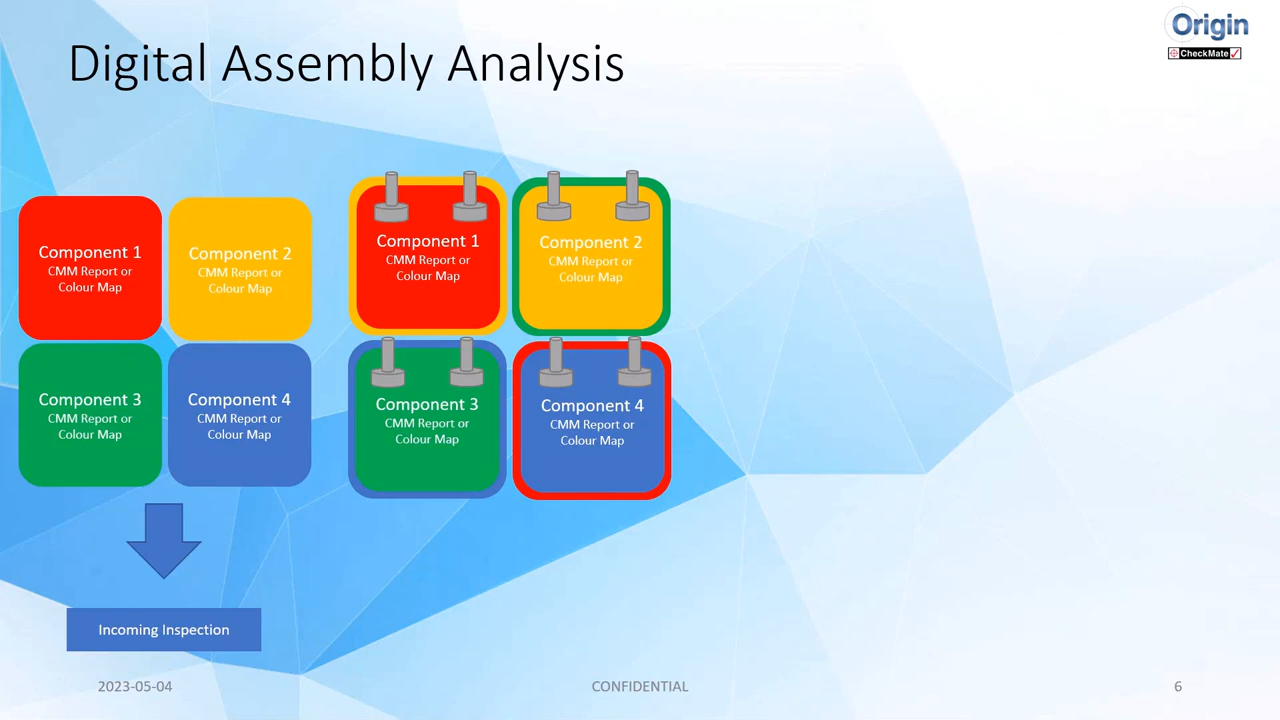 Digital Assembly Analysis
Origin
CheckMate
Component 1
CMM Report or
Colour Map
Component 2
CMM Report or
Colour Map
Component 3
CMM Report or
Colour Map
Component 4
CMM Report or
Colour Map
Component 1
CMM Report or
Colour Map
Component 2
CMM Report or
Colour Map
Component 3
CMM Report or
Colour Map
Component 4
CMM Report or
Colour Map
Incoming Inspection
2023-05-04
CONFIDENTIAL
6